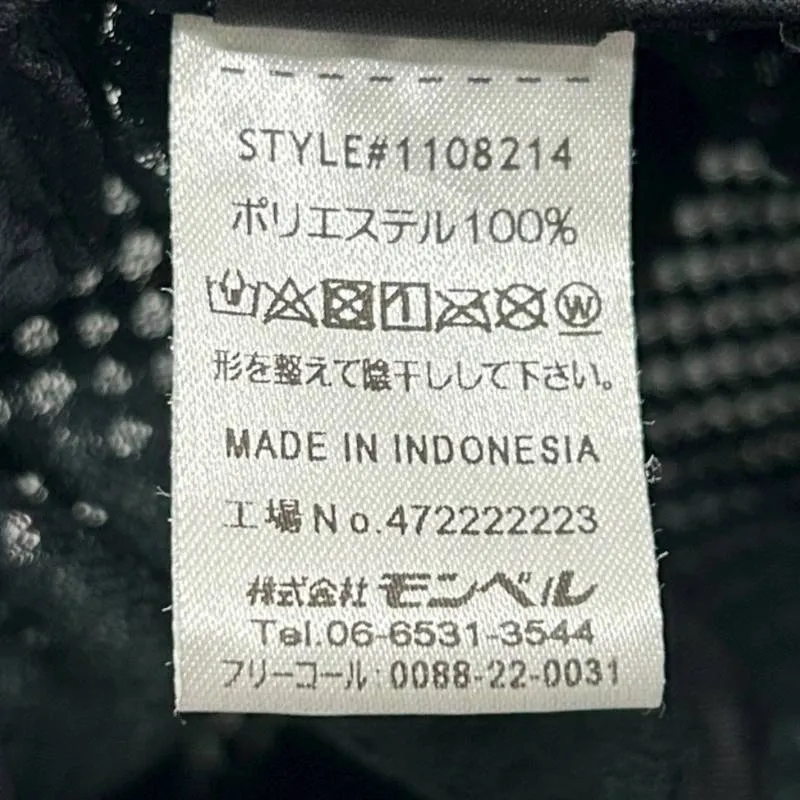 STYLE#1108214
ポリエステル100%
W
形を整えて陰干しして下さい。
MADE IN INDONESIA
工場No.472222223
株式会社 モンベル
Tel.06-6531-3544
フリーコール:0088-22-0031